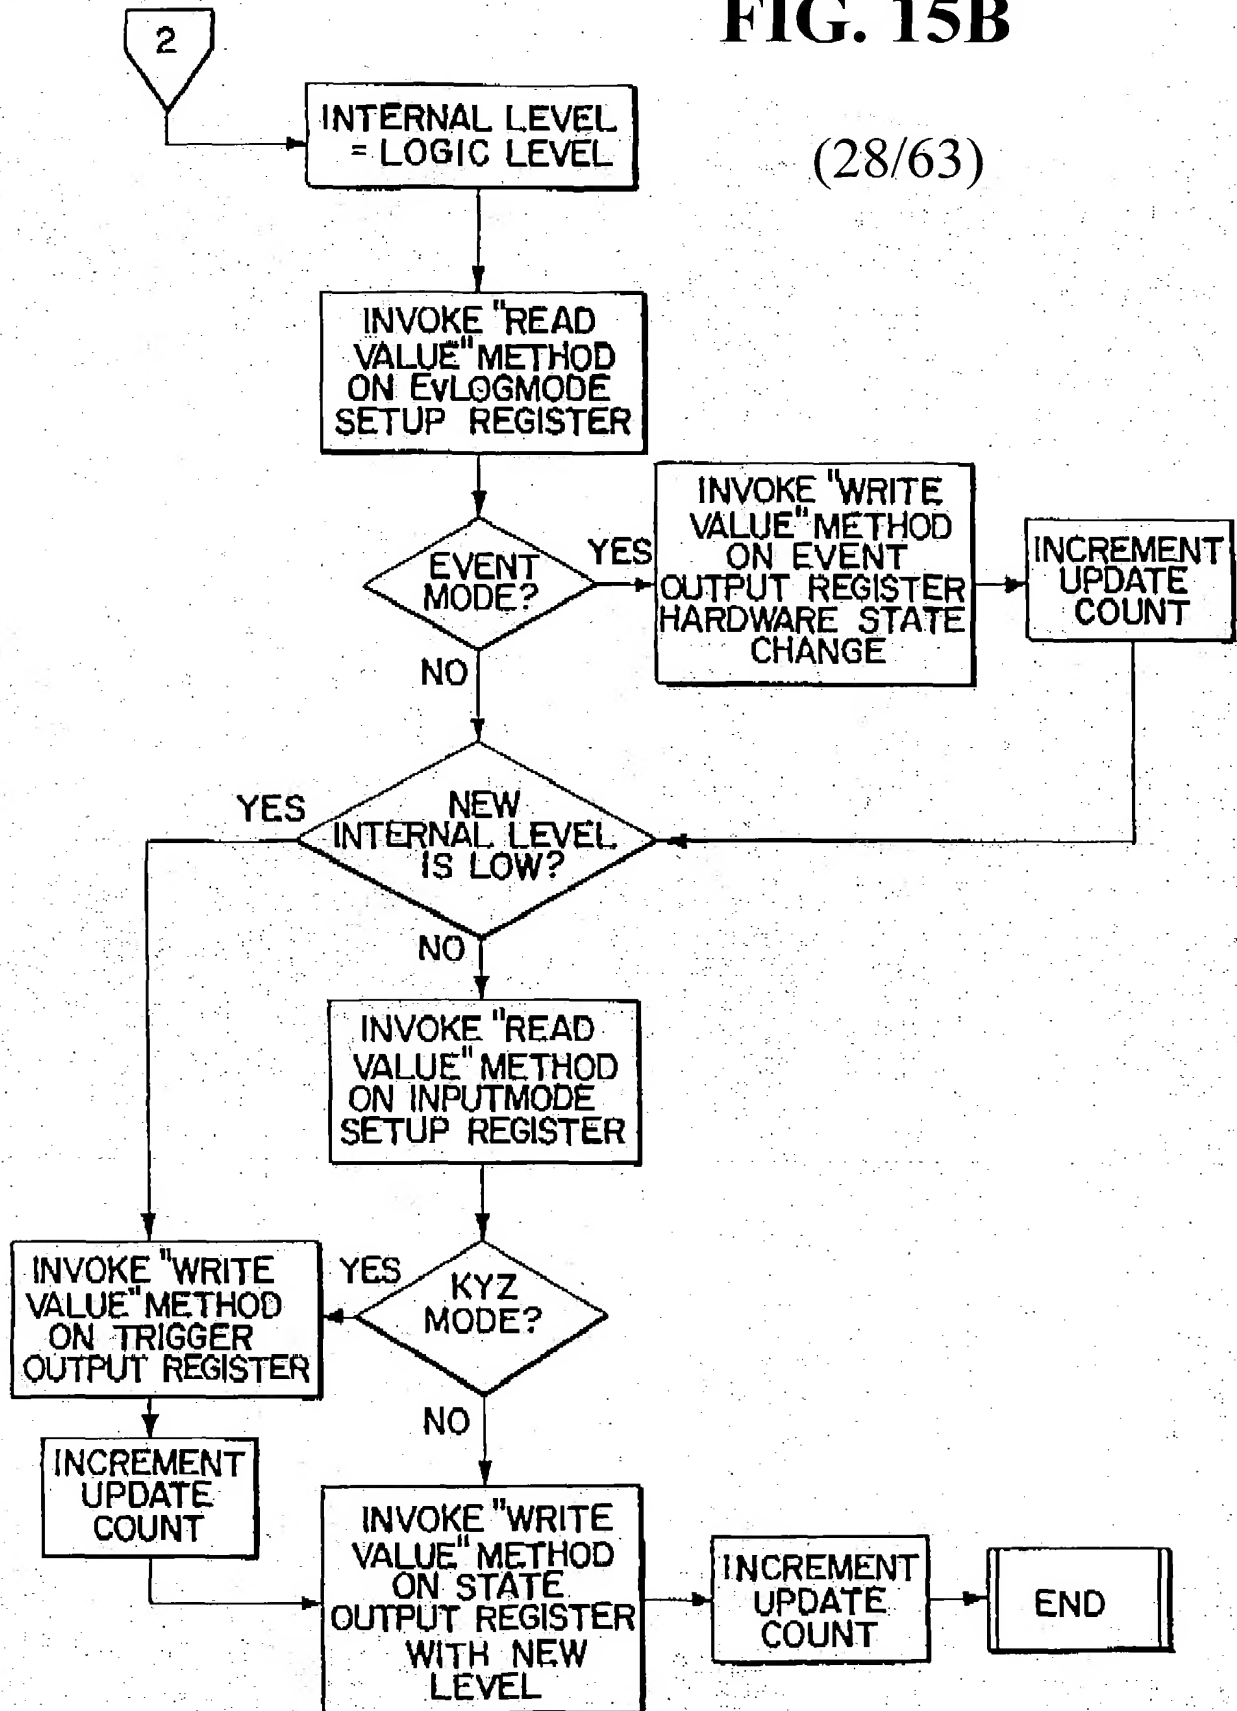 FIG. 15B
2
INTERNAL LEVEL
= LOGIC LEVEL
(28/63)
INVOKE "READ
VALUE" METHOD
ON EVLOGMODE
SETUP REGISTER
EVENT
MODE?
YES
INVOKE "WRITE
VALUE" METHOD
ON EVENT
OUTPUT REGISTER
HARDWARE STATE
CHANGE
INCREMENT
UPDATE
COUNT
NO
YES
NEW
INTERNAL LEVEL
IS LOW?
NO
INVOKE "READ
VALUE" METHOD
ON INPUTMODE
SETUP REGISTER
INVOKE "WRITE
VALUE" METHOD
ON TRIGGER
OUTPUT REGISTER
YES
KYZ
MODE?
NO
INCREMENT
UPDATE
COUNT
INVOKE "WRITE
VALUE" METHOD
ON STATE
OUTPUT REGISTER
WITH NEW
LEVEL
INCREMENT
UPDATE
COUNT
END